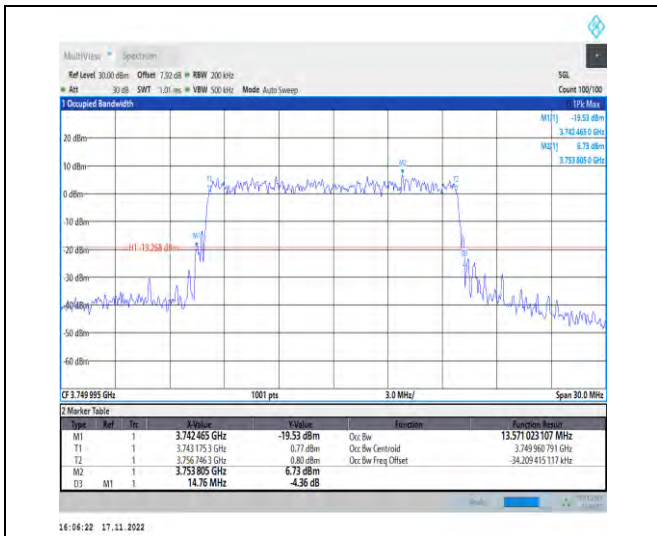 MultiView Spectrum
Ref Level 30.00 dBm Offset 7.92 dB RBW 200 kHz SGL
Att 30 dB SWT 1.01 ms VBW 500 kHz Mode Auto Sweep Count 100/100
1 Occupied Bandwidth 1Pk Max
M1[1] -19.53 dBm
3.742 465 0 GHz
M2[1] 6.73 dBm
3.753 805 0 GHz
20 dBm
10 dBm
0 dBm
-10 dBm
-20 dBm
-30 dBm
-40 dBm
-50 dBm
-60 dBm
T1
M2
T2
M1
H1 -19.268 dBm
CF 3.749 995 GHz 1001 pts 3.0 MHz/ Span 30.0 MHz
2 Marker Table
Type Ref Trc X-Value Y-Value Function Function Result
M1 1 3.742 465 GHz -19.53 dBm Occ Bw 13.571 023 107 MHz
T1 1 3.743 175 3 GHz 0.77 dBm Occ Bw Centroid 3.749 960 791 GHz
T2 1 3.756 746 3 GHz 0.80 dBm Occ Bw Freq Offset -34.209 415 117 kHz
M2 1 3.753 805 GHz 6.73 dBm
D3 M1 1 14.76 MHz -4.36 dB
16:06:22 17.11.2022